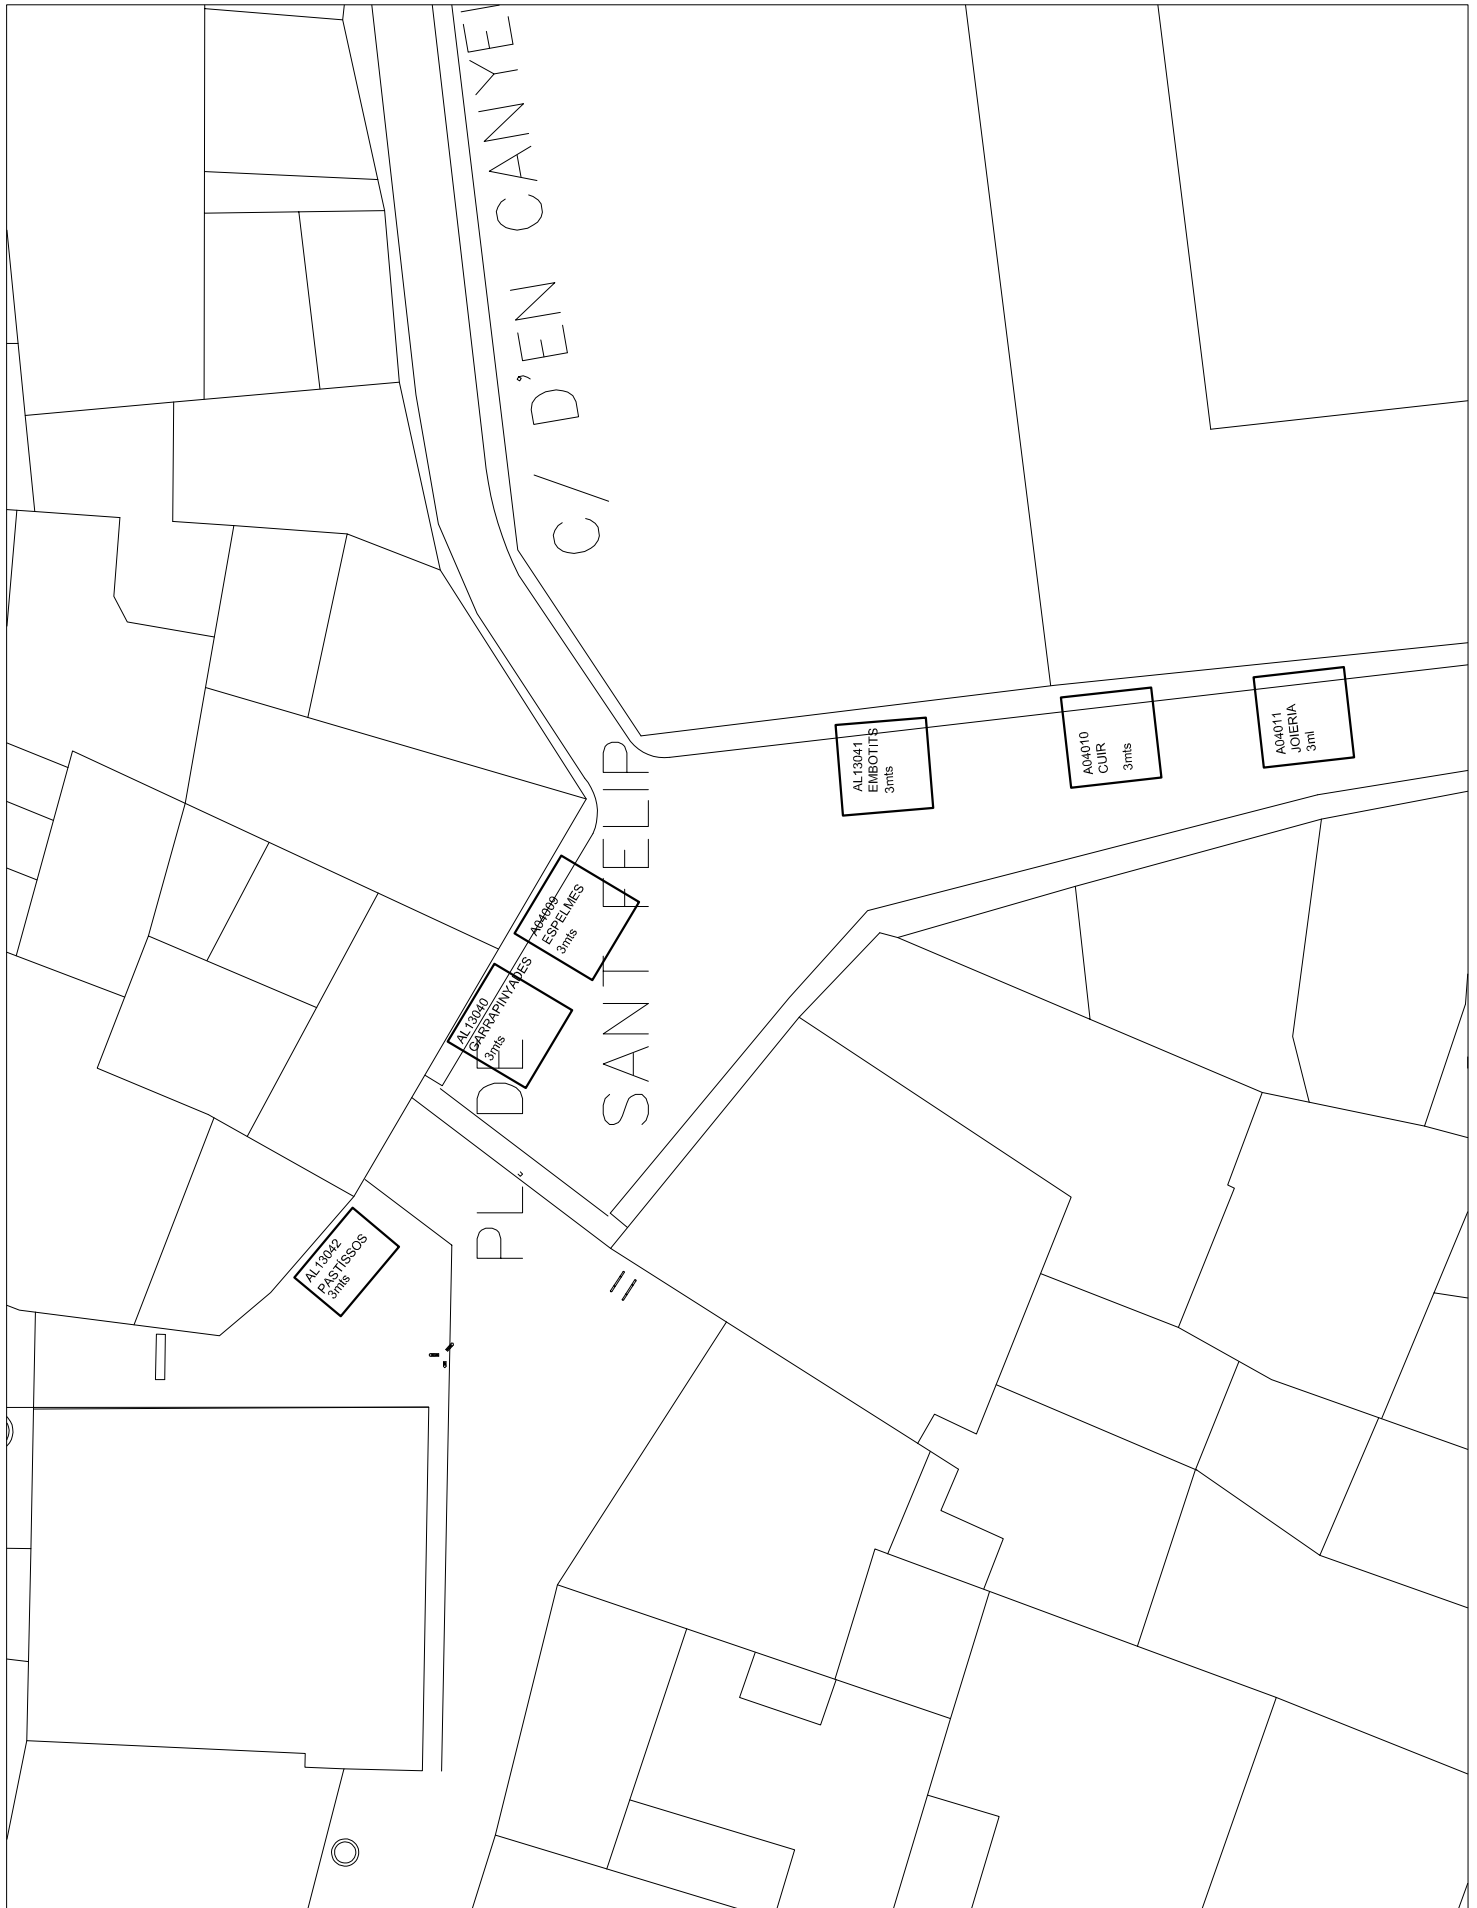 C/ D'EN CANYE
PL. DE
SANT FELIP
AL13042
PASTISSOS
3mts
AL13040
GARRAPINYADES
3mts
A04009
ESPELMES
3mts
AL13041
EMBOTITS
3mts
A04010
CUIR
3mts
A04011
JOIERIA
3ml